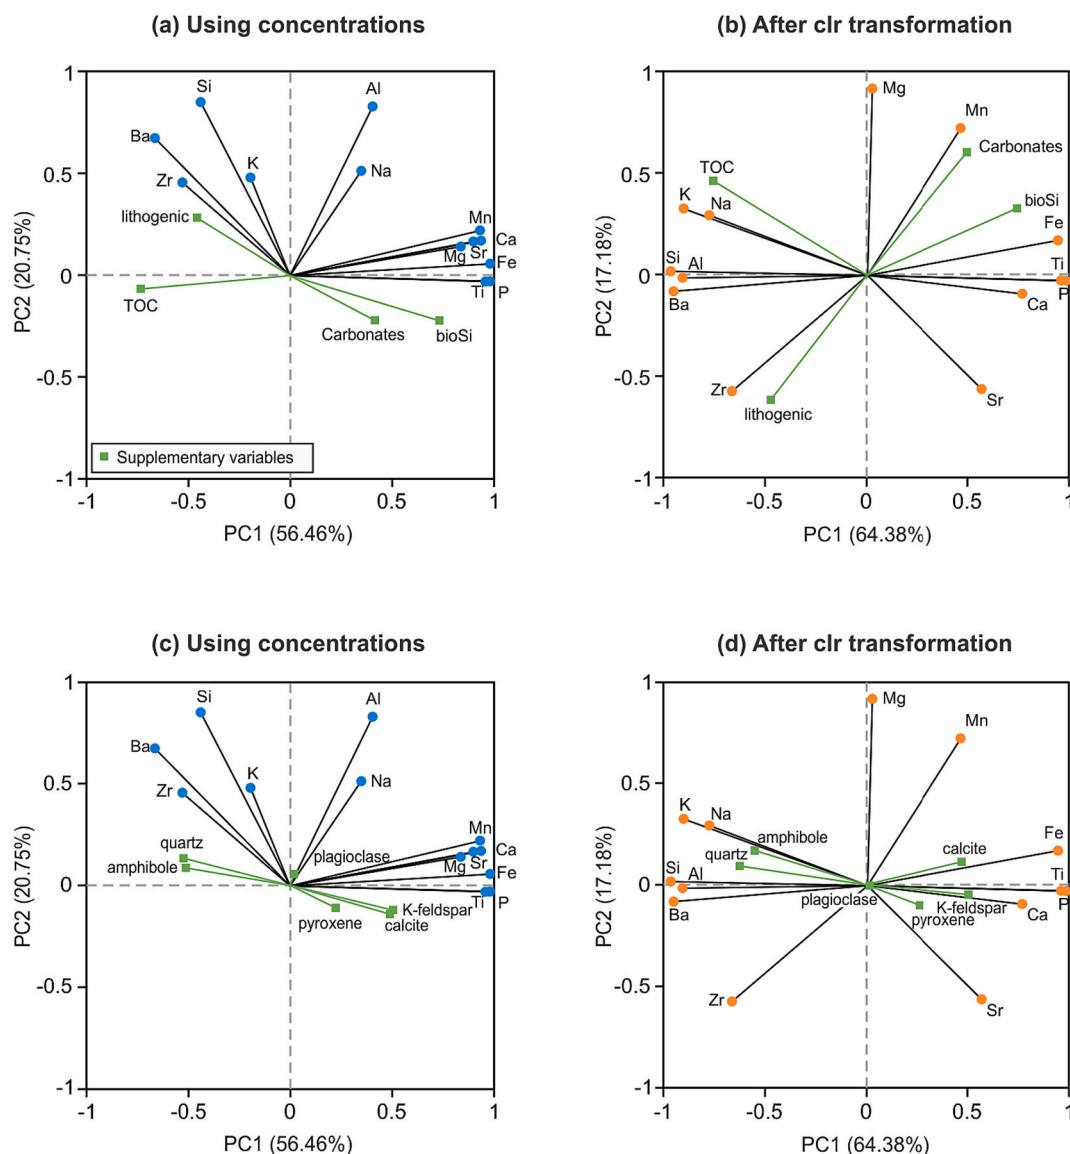 (a) Using concentrations
(b) After clr transformation
1
Si
Al
Ba
K
Na
0.5
Zr
lithogenic
Mn
Ca
Mg
Sr
Fe
0
TOC
Ti
P
Carbonates
bioSi
-0.5
Supplementary variables
-1
-1
-0.5
0
0.5
1
PC1 (56.46%)
PC2 (20.75%)
1
Mg
Mn
Carbonates
TOC
0.5
K
Na
bioSi
Fe
Si
Al
Ti
0
Ba
P
Ca
-0.5
Zr
Sr
lithogenic
-1
-1
-0.5
0
0.5
1
PC1 (64.38%)
PC2 (17.18%)
(c) Using concentrations
(d) After clr transformation
1
Si
Al
Ba
K
Na
0.5
Zr
Mn
quartz
plagioclase
Ca
amphibole
Mg
Sr
Fe
0
K-feldspar
Ti
P
pyroxene
calcite
-0.5
-1
-1
-0.5
0
0.5
1
PC1 (56.46%)
PC2 (20.75%)
1
Mg
Mn
0.5
K
Na
Fe
amphibole
calcite
quartz
Si
Al
Ti
0
plagioclase
K-feldspar
P
Ba
pyroxene
Ca
-0.5
Zr
Sr
-1
-1
-0.5
0
0.5
1
PC1 (64.38%)
PC2 (17.18%)